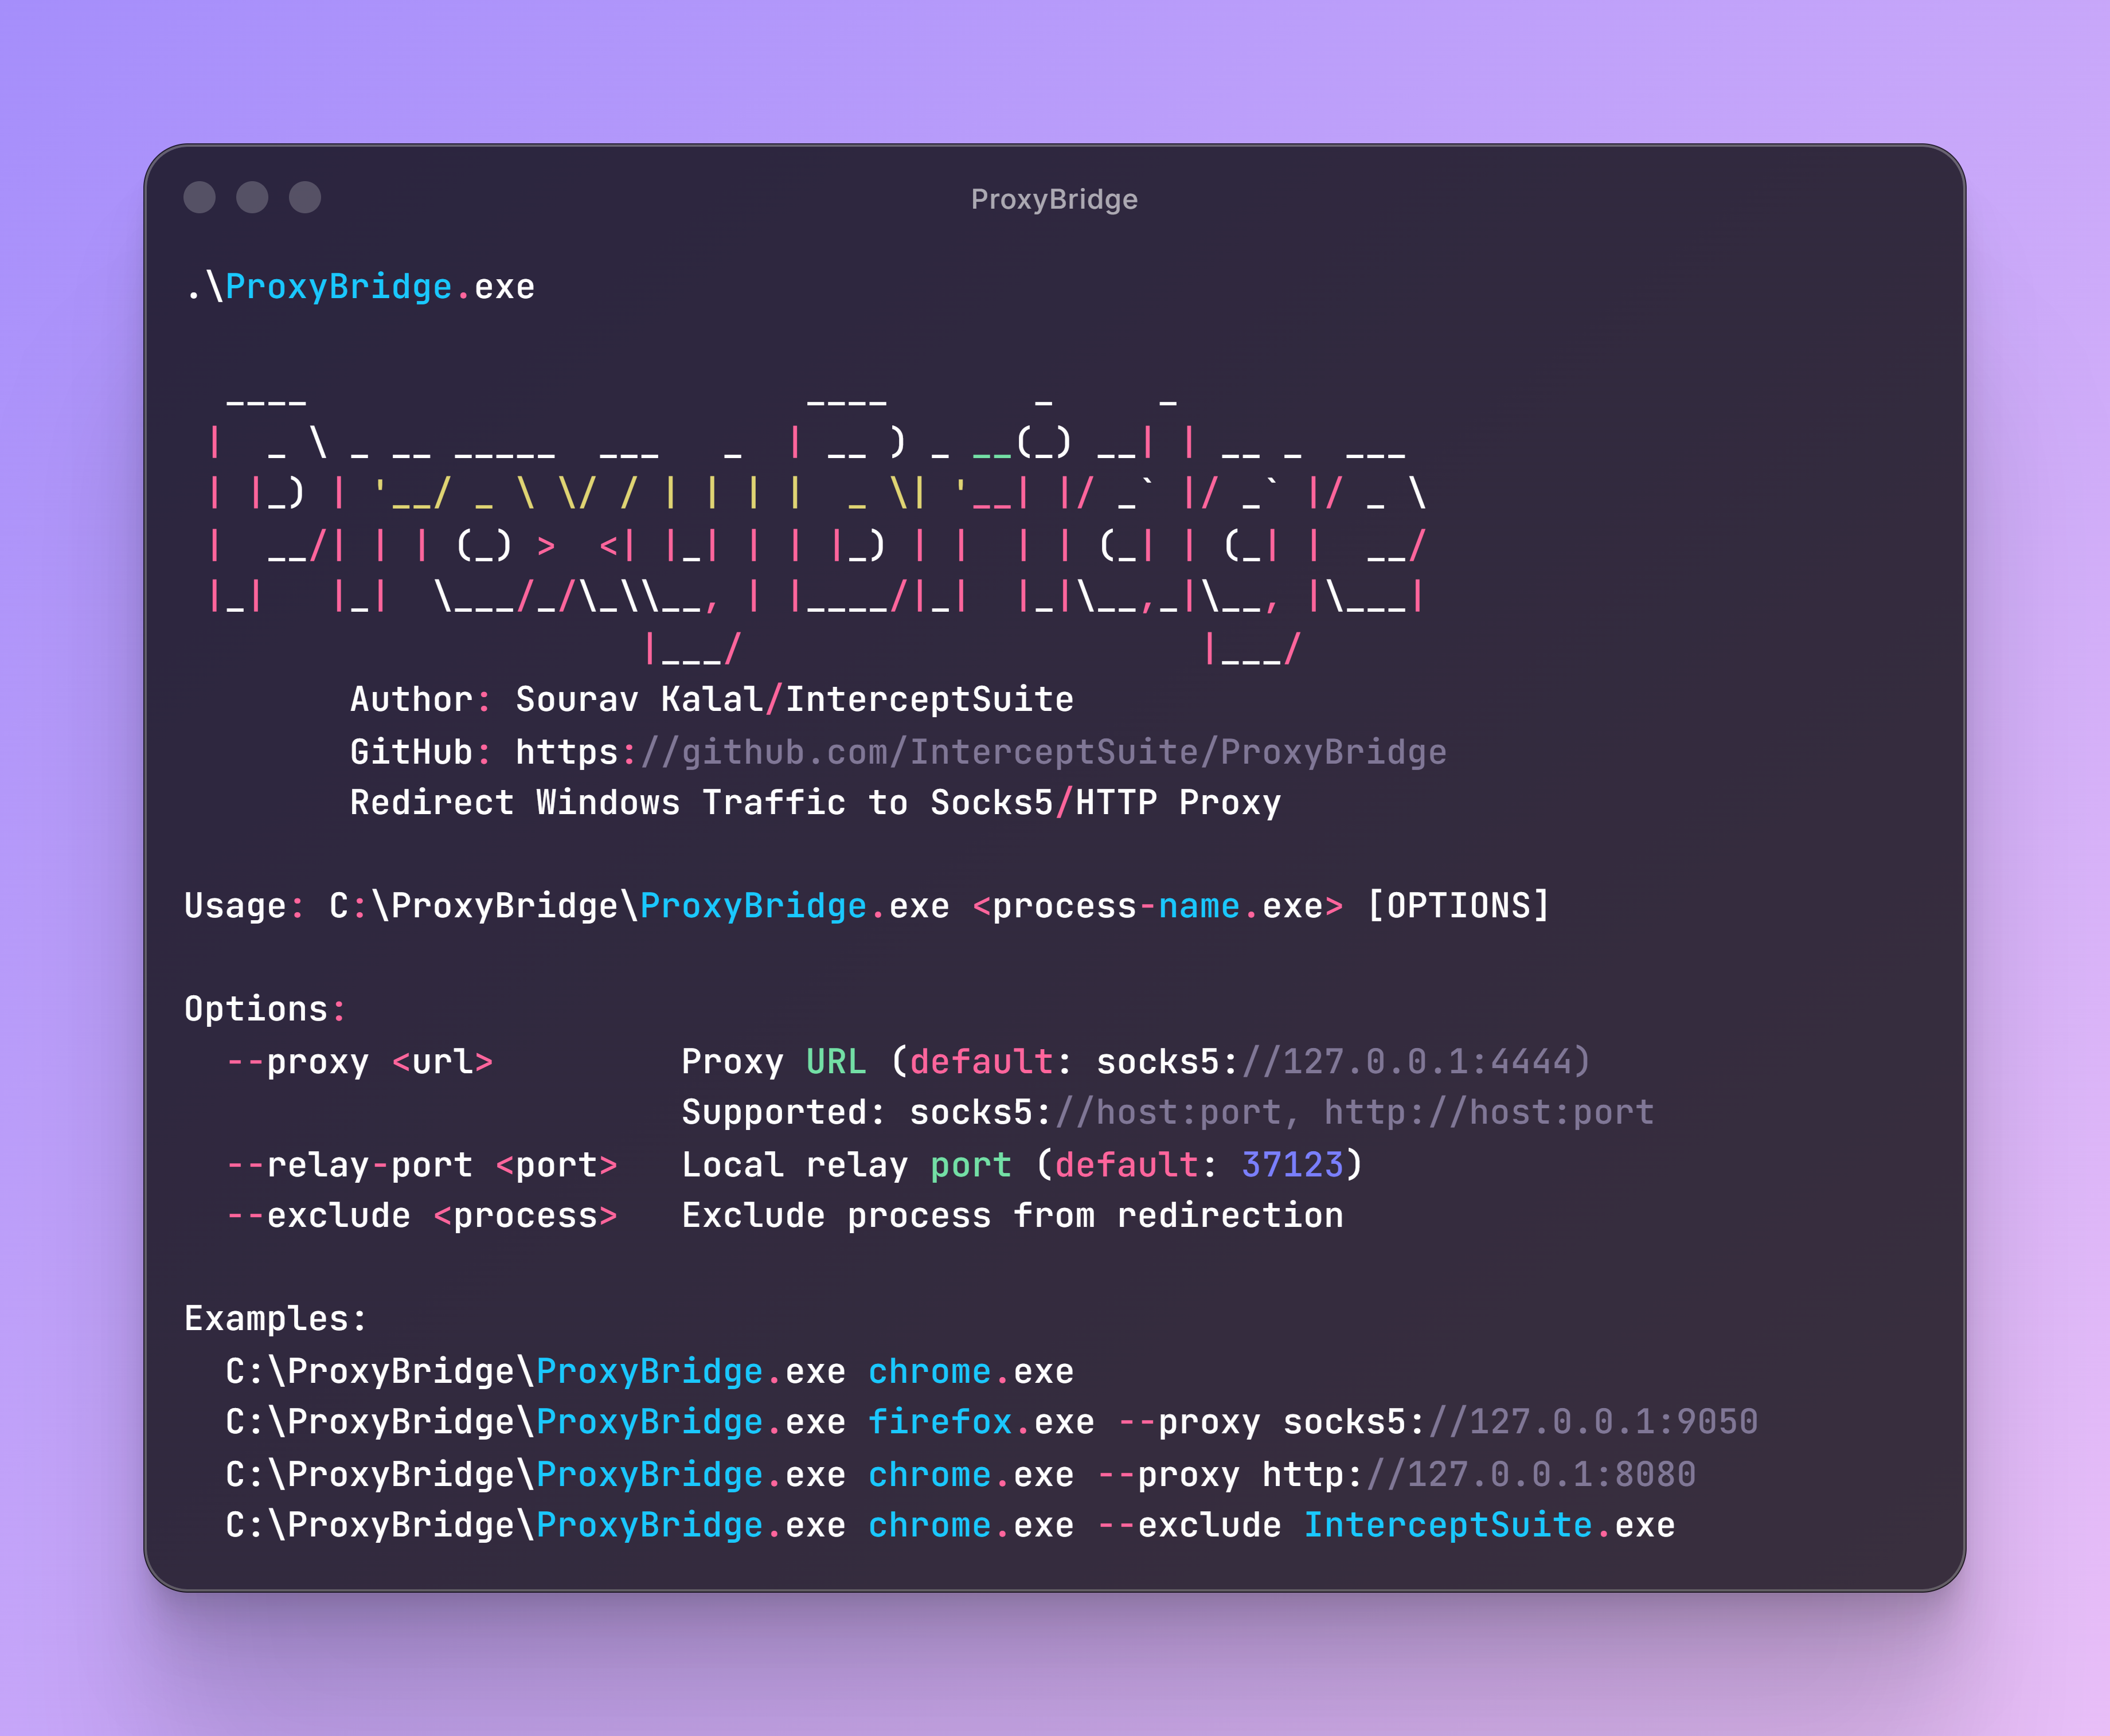 ProxyBridge
.\ProxyBridge.exe
  ____                        ____       _     _
 |  _ \ _ __ _____  ___   _  | __ ) _ __(_) __| | __ _  ___
 | |_) | '__/ _ \ \/ / | | | |  _ \| '__| |/ _` |/ _` |/ _ \
 |  __/| | | (_) >  <| |_| | | |_) | |  | | (_| | (_| |  __/
 |_|   |_|  \___/_/\_\\__, | |____/|_|  |_|\__,_|\__, |\___|
                      |___/                      |___/
        Author: Sourav Kalal/InterceptSuite
        GitHub: https://github.com/InterceptSuite/ProxyBridge
        Redirect Windows Traffic to Socks5/HTTP Proxy
Usage: C:\ProxyBridge\ProxyBridge.exe <process-name.exe> [OPTIONS]
Options:
  --proxy <url>         Proxy URL (default: socks5://127.0.0.1:4444)
                        Supported: socks5://host:port, http://host:port
  --relay-port <port>   Local relay port (default: 37123)
  --exclude <process>   Exclude process from redirection
Examples:
  C:\ProxyBridge\ProxyBridge.exe chrome.exe
  C:\ProxyBridge\ProxyBridge.exe firefox.exe --proxy socks5://127.0.0.1:9050
  C:\ProxyBridge\ProxyBridge.exe chrome.exe --proxy http://127.0.0.1:8080
  C:\ProxyBridge\ProxyBridge.exe chrome.exe --exclude InterceptSuite.exe